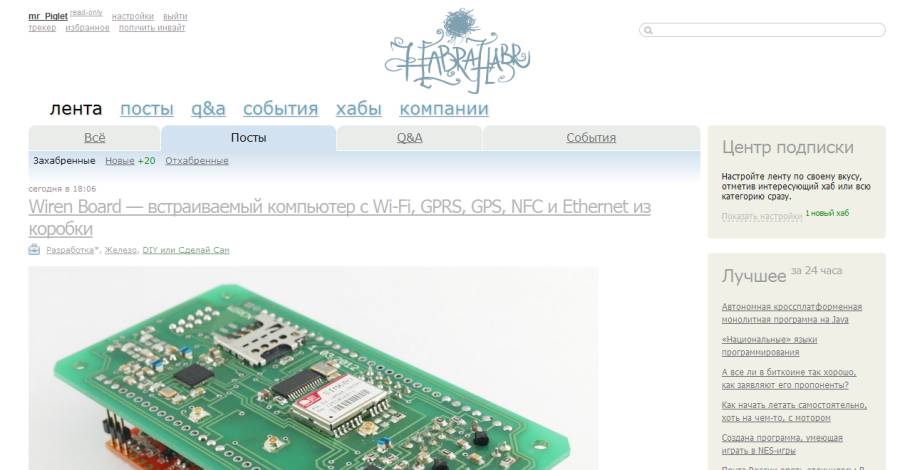 mr_Piglet read-only настройки выйти
трекер избранное получить инвайт
HABRAHABR
лента посты q&a события хабы компании
Всё Посты Q&A События
Захабренные Новые +20 Отхабренные
сегодня в 18:06
Wiren Board — встраиваемый компьютер с Wi-Fi, GPRS, GPS, NFC и Ethernet из
коробки
Разработка*, Железо, DIY или Сделай Сам
Центр подписки
Настройте ленту по своему вкусу,
отметив интересующий хаб или всю
категорию сразу.
Показать настройки 1 новый хаб
Лучшее за 24 часа
Автономная кроссплатформенная
монолитная программа на Java
«Национальные» языки
программирования
А все ли в биткоине так хорошо,
как заявляют его пропоненты?
Как начать летать самостоятельно,
хоть на чем-то, с мотором
Создана программа, умеющая
играть в NES-игры